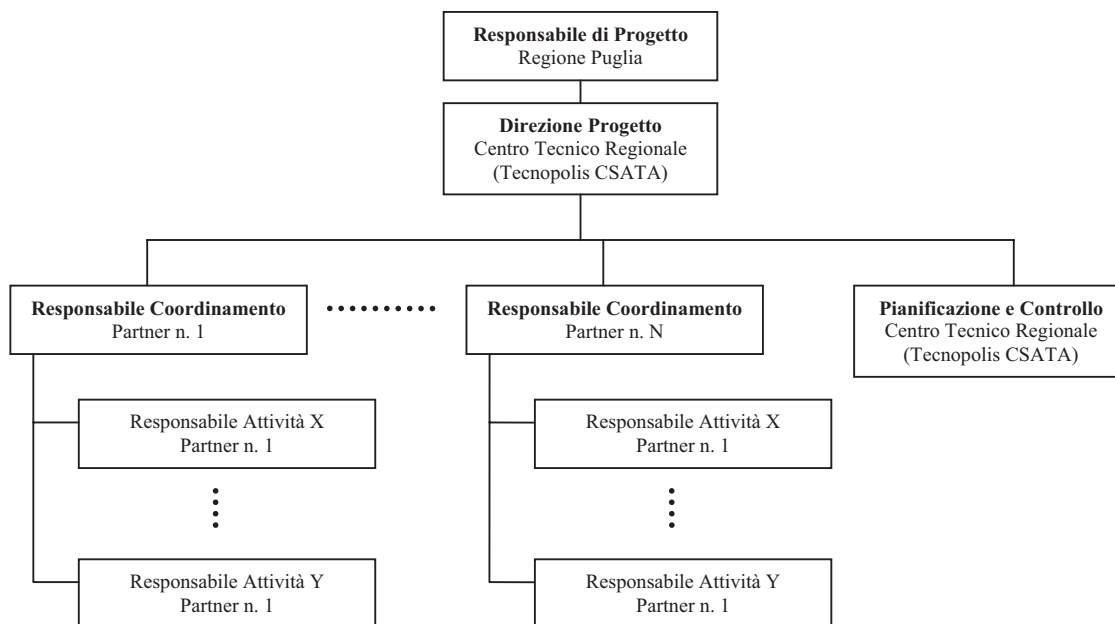 Responsabile di Progetto
Regione Puglia
Direzione Progetto
Centro Tecnico Regionale
(Tecnopolis CSATA)
Responsabile Coordinamento
Partner n. 1
Responsabile Coordinamento
Partner n. N
Pianificazione e Controllo
Centro Tecnico Regionale
(Tecnopolis CSATA)
Responsabile Attività X
Partner n. 1
Responsabile Attività X
Partner n. 1
Responsabile Attività Y
Partner n. 1
Responsabile Attività Y
Partner n. 1